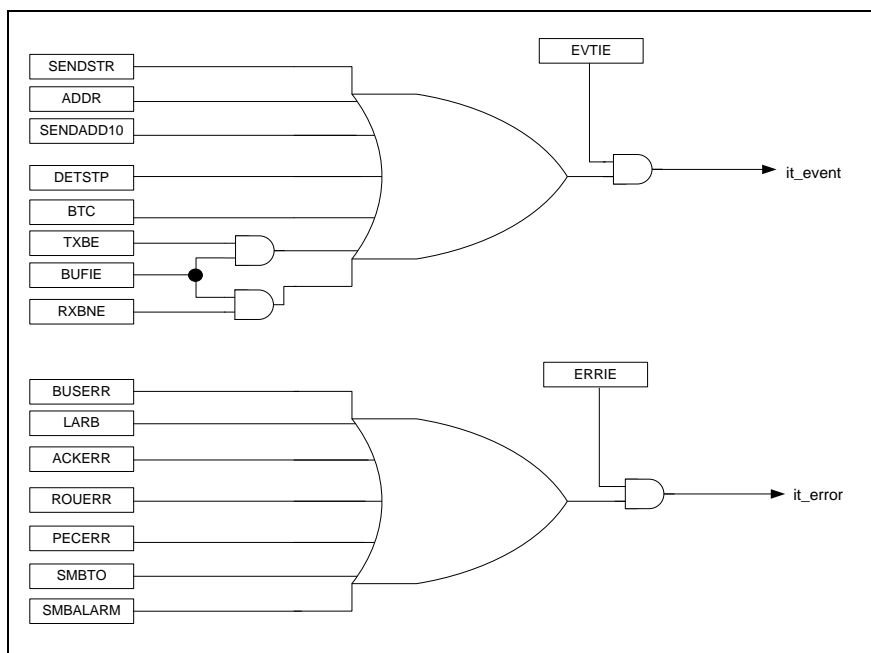 EVTIE
SENDSTR
ADDR
SENDADD10
DETSTP
it_event
BTC
TXBE
BUFIE
RXBNE
ERRIE
BUSERR
LARB
ACKERR
ROUERR
it_error
PECERR
SMBTO
SMBALARM